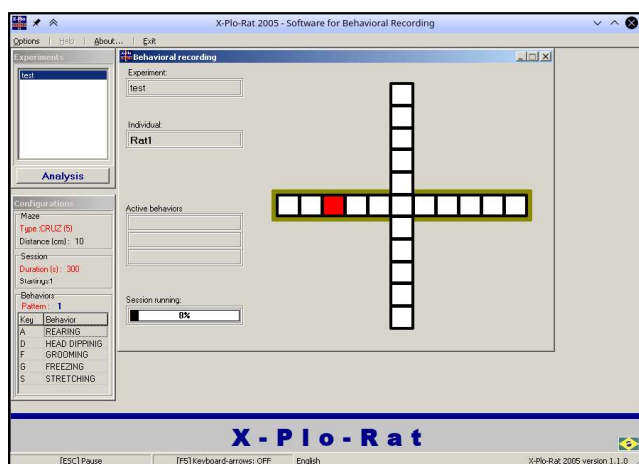 X-Plo-Rat 2005 - Software for Behavioral Recording
Options | Help | About... | Exit
Experiments
test
Analysis
Configurations
Maze
Type :CRUZ (5)
Distance (cm) : 10
Session
Duration (s) : 300
Startings:1
Behaviors
Pattern : 1
Key Behavior
A REARING
D HEAD DIPPINIG
F GROOMING
G FREEZING
S STRETCHING
Behavioral recording
Experiment:
test
Individual:
Rat1
Active behaviors
Session running:
8%
X-Plo-Rat
[ESC] Pause [F5] Keyboard-arrows: OFF English X-Plo-Rat 2005 version 1.1.0